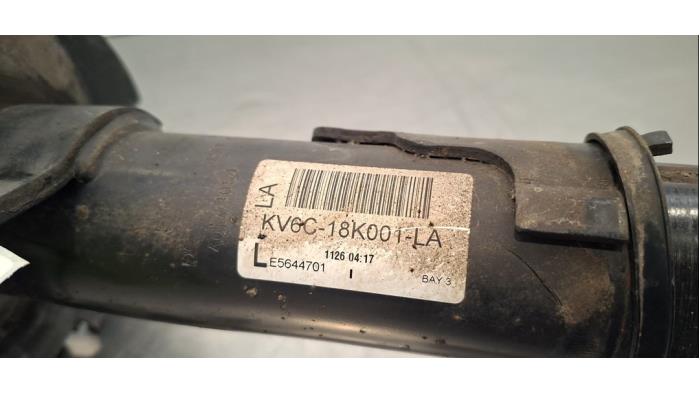 LA
KV6C-18K001-LA
1126 04:17
L E5644701 I BAY 3